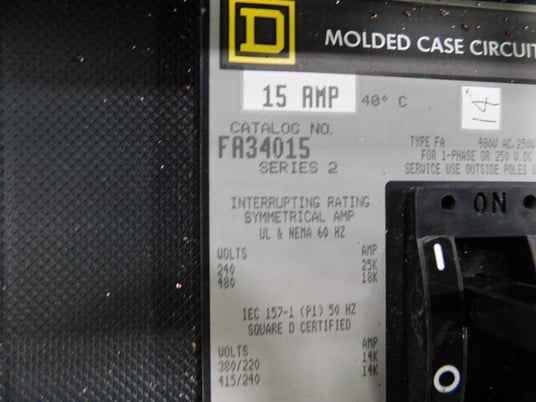 D
MOLDED CASE CIRCUIT
15 AMP 40° C
14
CATALOG NO.
FA34015
SERIES 2
TYPE FA 480V AC, 250V
FOR 1-PHASE OR 250 V.DC
SERVICE USE OUTSIDE POLES
INTERRUPTING RATING
SYMMETRICAL AMP
UL & NEMA 60 HZ
VOLTS AMP
240 25K
480 18K
IEC 157-1 (P1) 50 HZ
SQUARE D CERTIFIED
VOLTS AMP
380/220 14K
415/240 14K
ON
I
O